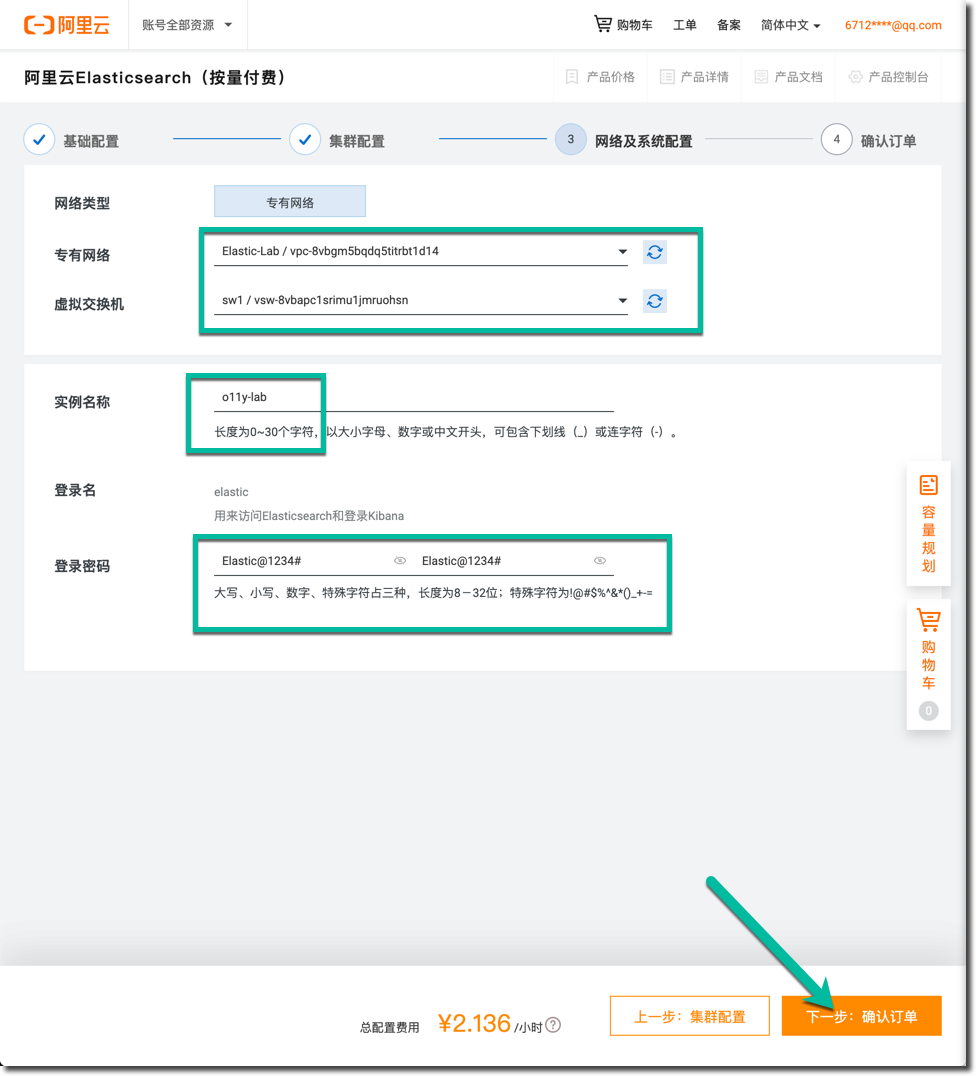 阿里云 账号全部资源 购物车 工单 备案 简体中文 6712****@qq.com
阿里云Elasticsearch（按量付费） 产品价格 产品详情 产品文档 产品控制台
基础配置 集群配置 3 网络及系统配置 4 确认订单
网络类型 专有网络
专有网络 Elastic-Lab / vpc-8vbgm5bqdq5titrbt1d14
虚拟交换机 sw1 / vsw-8vbapc1srimu1jmruohsn
实例名称 o11y-lab
长度为0~30个字符，以大小字母、数字或中文开头，可包含下划线（_）或连字符（-）。
登录名 elastic
用来访问Elasticsearch和登录Kibana
登录密码 Elastic@1234# Elastic@1234#
大写、小写、数字、特殊字符占三种，长度为8－32位；特殊字符为!@#$%^&*()_+-=
容量规划
购物车
0
总配置费用 ¥2.136 /小时 ? 上一步：集群配置 下一步：确认订单